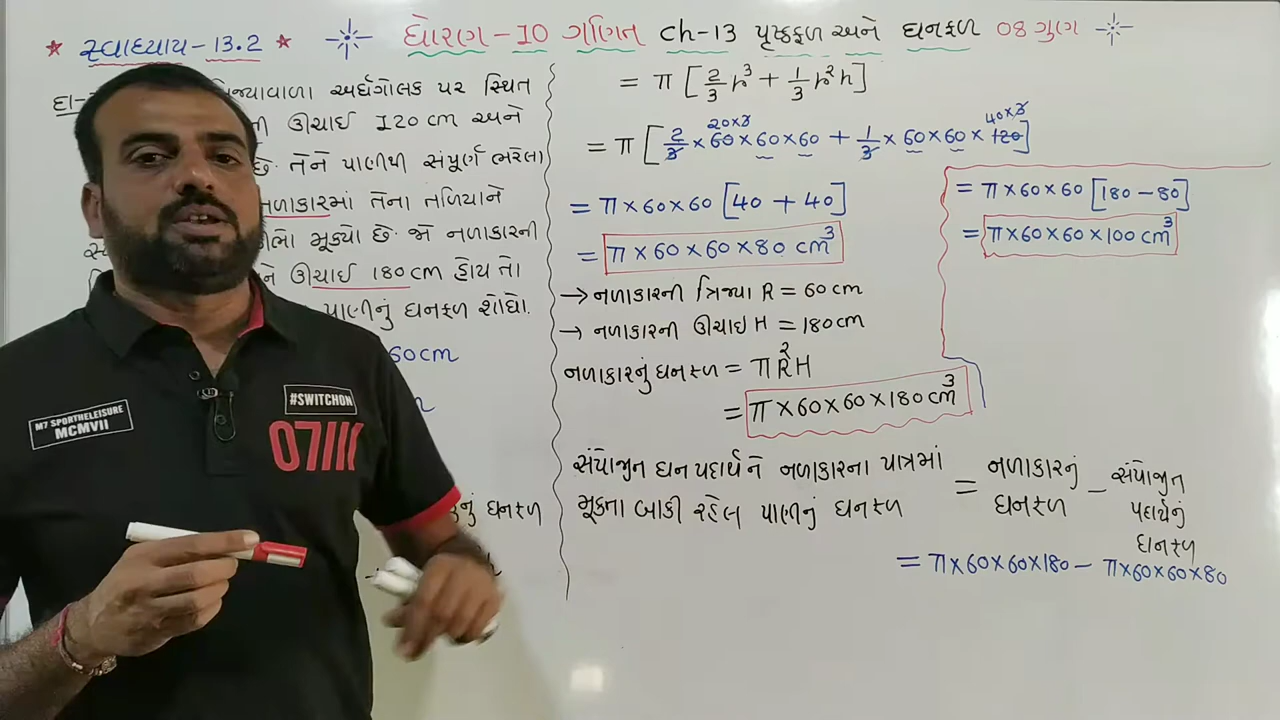 ★ સ્વાધ્યાય-13.2 ★ ધોરણ-10 ગણિત ch-13 પૃષ્ઠફળ અને ઘનફળ 08 ગુણ
અર્ધગોલક પર સ્થિત
ઊંચાઈ 120 cm અને
છે. તેને પાણીથી સંપૂર્ણ ભરેલા
નળાકારમાં તેના તળિયાને
મૂક્યો છે. જો નળાકારની
ઊંચાઈ 180 cm હોય તો
પાણીનું ઘનફળ શોધો.
60 cm
ઘનફળ
= π [ 2/3 r³ + 1/3 r²h ]
20×3 40×3
= π [ 2/3 × 60 × 60 × 60 + 1/3 × 60 × 60 × 120 ]
= π × 60 × 60 [ 40 + 40 ]
= π × 60 × 60 × 80 cm³
→ નળાકારની ત્રિજ્યા R = 60 cm
→ નળાકારની ઊંચાઈ H = 180 cm
નળાકારનું ઘનફળ = πR²H
= π × 60 × 60 × 180 cm³
સંયોજીત ઘન પદાર્થ ને નળાકારના પાત્રમાં
મૂકતા બાકી રહેલ પાણીનું ઘનફળ
= નળાકારનું ઘનફળ - સંયોજીત પદાર્થનું ઘનફળ
= π×60×60×180 - π×60×60×80
= π × 60 × 60 [180 - 80]
= π × 60 × 60 × 100 cm³
M7 SPORTHELEISURE
MCMVII
#SWITCHON